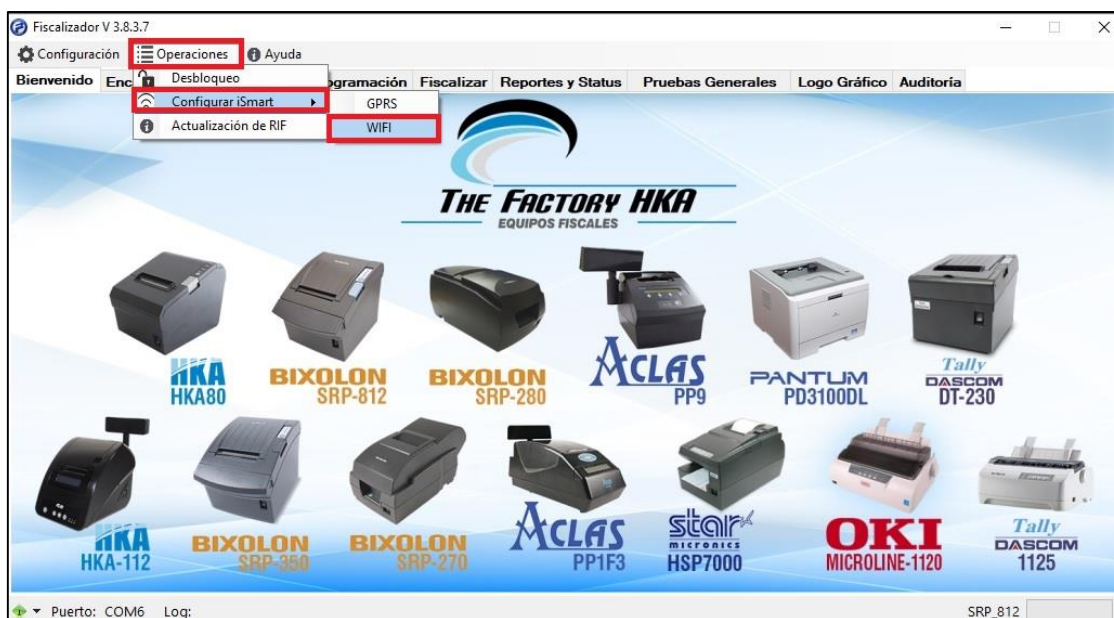 Fiscalizador V 3.8.3.7
Configuración Operaciones Ayuda
Bienvenido Enc ogramación Fiscalizar Reportes y Status Pruebas Generales Logo Gráfico Auditoria
Desbloqueo
Configurar iSmart
Actualización de RIF
GPRS
WIFI
THE FACTORY HKA
EQUIPOS FISCALES
HKA
HKA80
BIXOLON
SRP-812
BIXOLON
SRP-280
ACLAS
PP9
PANTUM
PD3100DL
Tally
DASCOM
DT-230
HKA
HKA-112
BIXOLON
SRP-350
BIXOLON
SRP-270
ACLAS
PP1F3
star
MICRONICS
HSP7000
OKI
MICROLINE-1120
Tally
DASCOM
1125
Puerto: COM6 Log: SRP_812